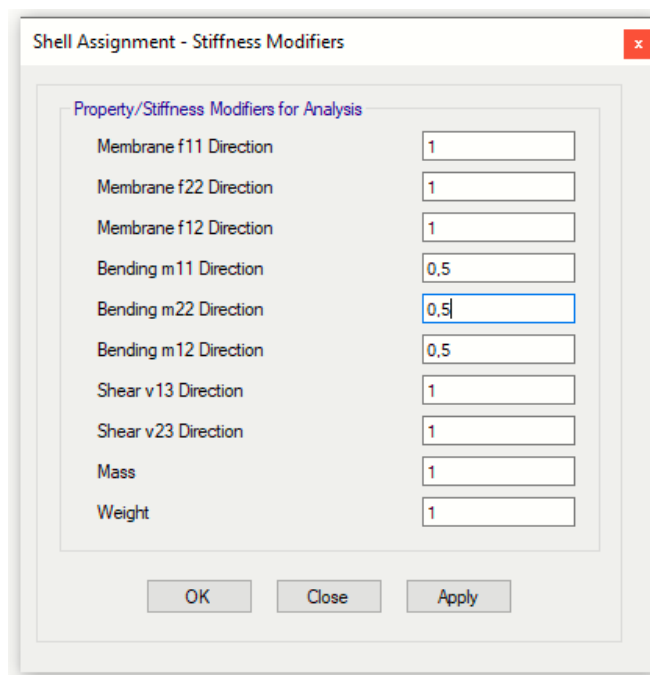 Shell Assignment - Stiffness Modifiers
x
Property/Stiffness Modifiers for Analysis
Membrane f11 Direction 1
Membrane f22 Direction 1
Membrane f12 Direction 1
Bending m11 Direction 0,5
Bending m22 Direction 0,5
Bending m12 Direction 0,5
Shear v13 Direction 1
Shear v23 Direction 1
Mass 1
Weight 1
OK Close Apply